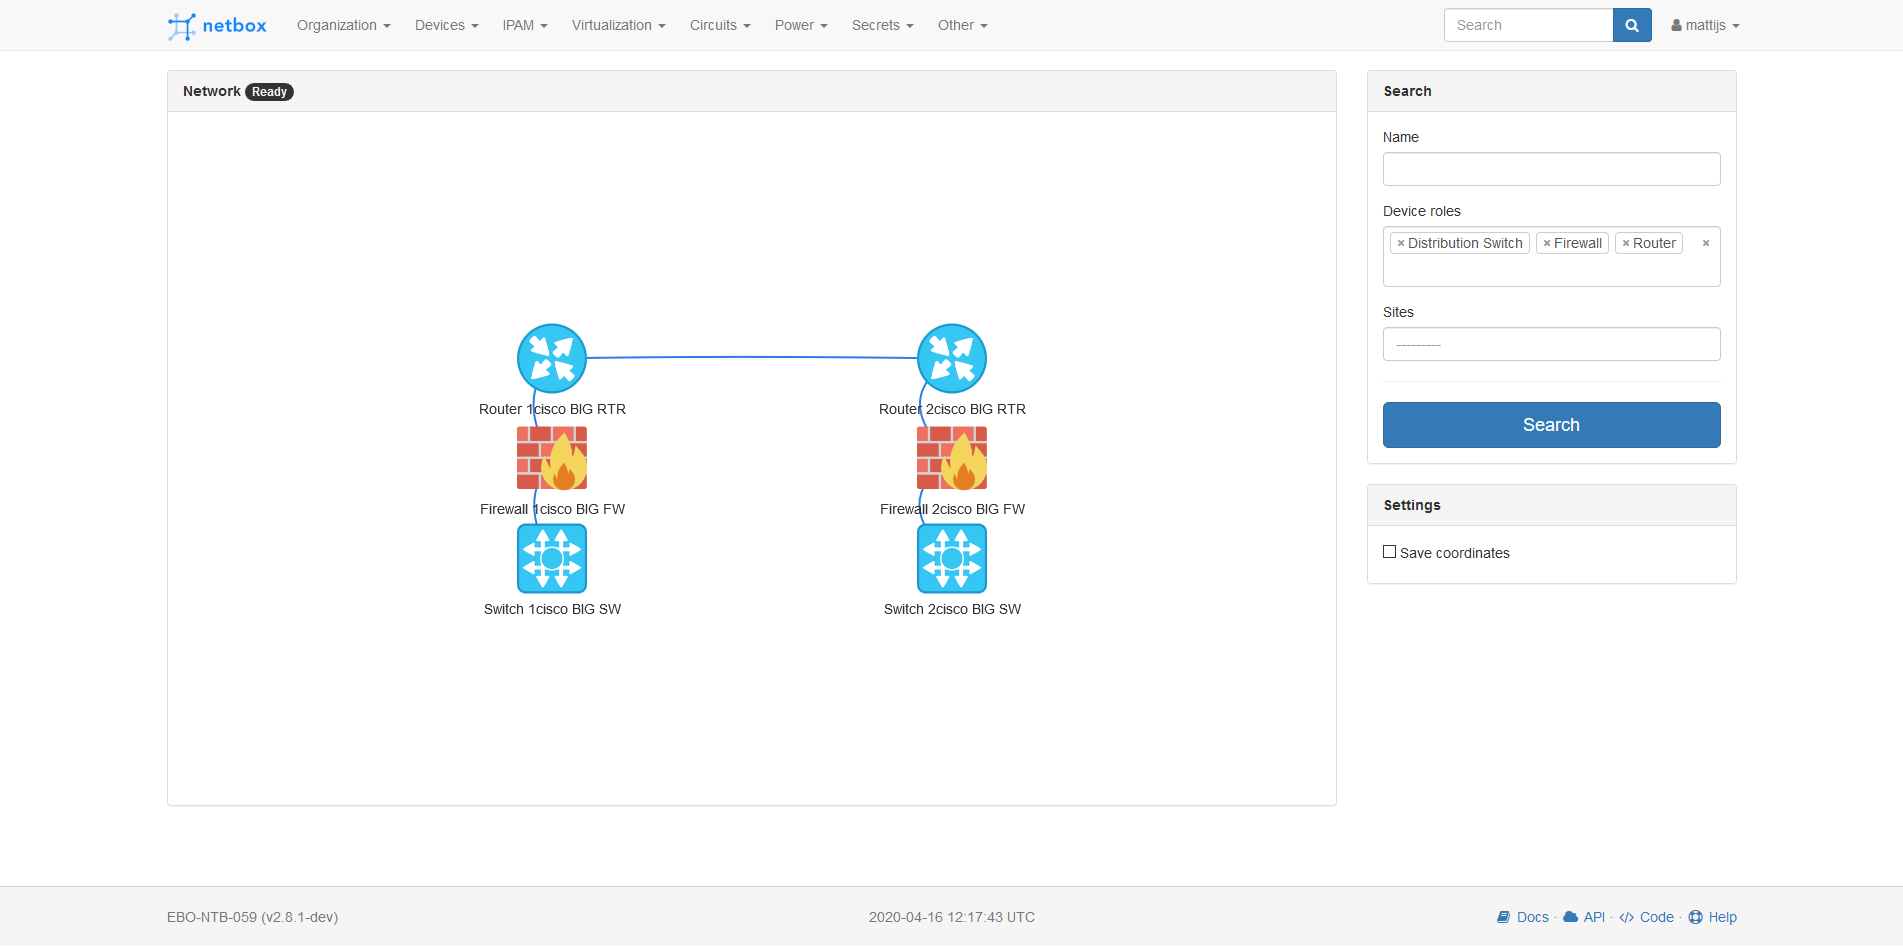 netbox Organization Devices IPAM Virtualization Circuits Power Secrets Other Search mattijs
Network Ready
Router 1cisco BIG RTR Router 2cisco BIG RTR
Firewall 1cisco BIG FW Firewall 2cisco BIG FW
Switch 1cisco BIG SW Switch 2cisco BIG SW
Search
Name
Device roles
× Distribution Switch × Firewall × Router ×
Sites
---------
Search
Settings
Save coordinates
EBO-NTB-059 (v2.8.1-dev) 2020-04-16 12:17:43 UTC Docs · API · Code · Help